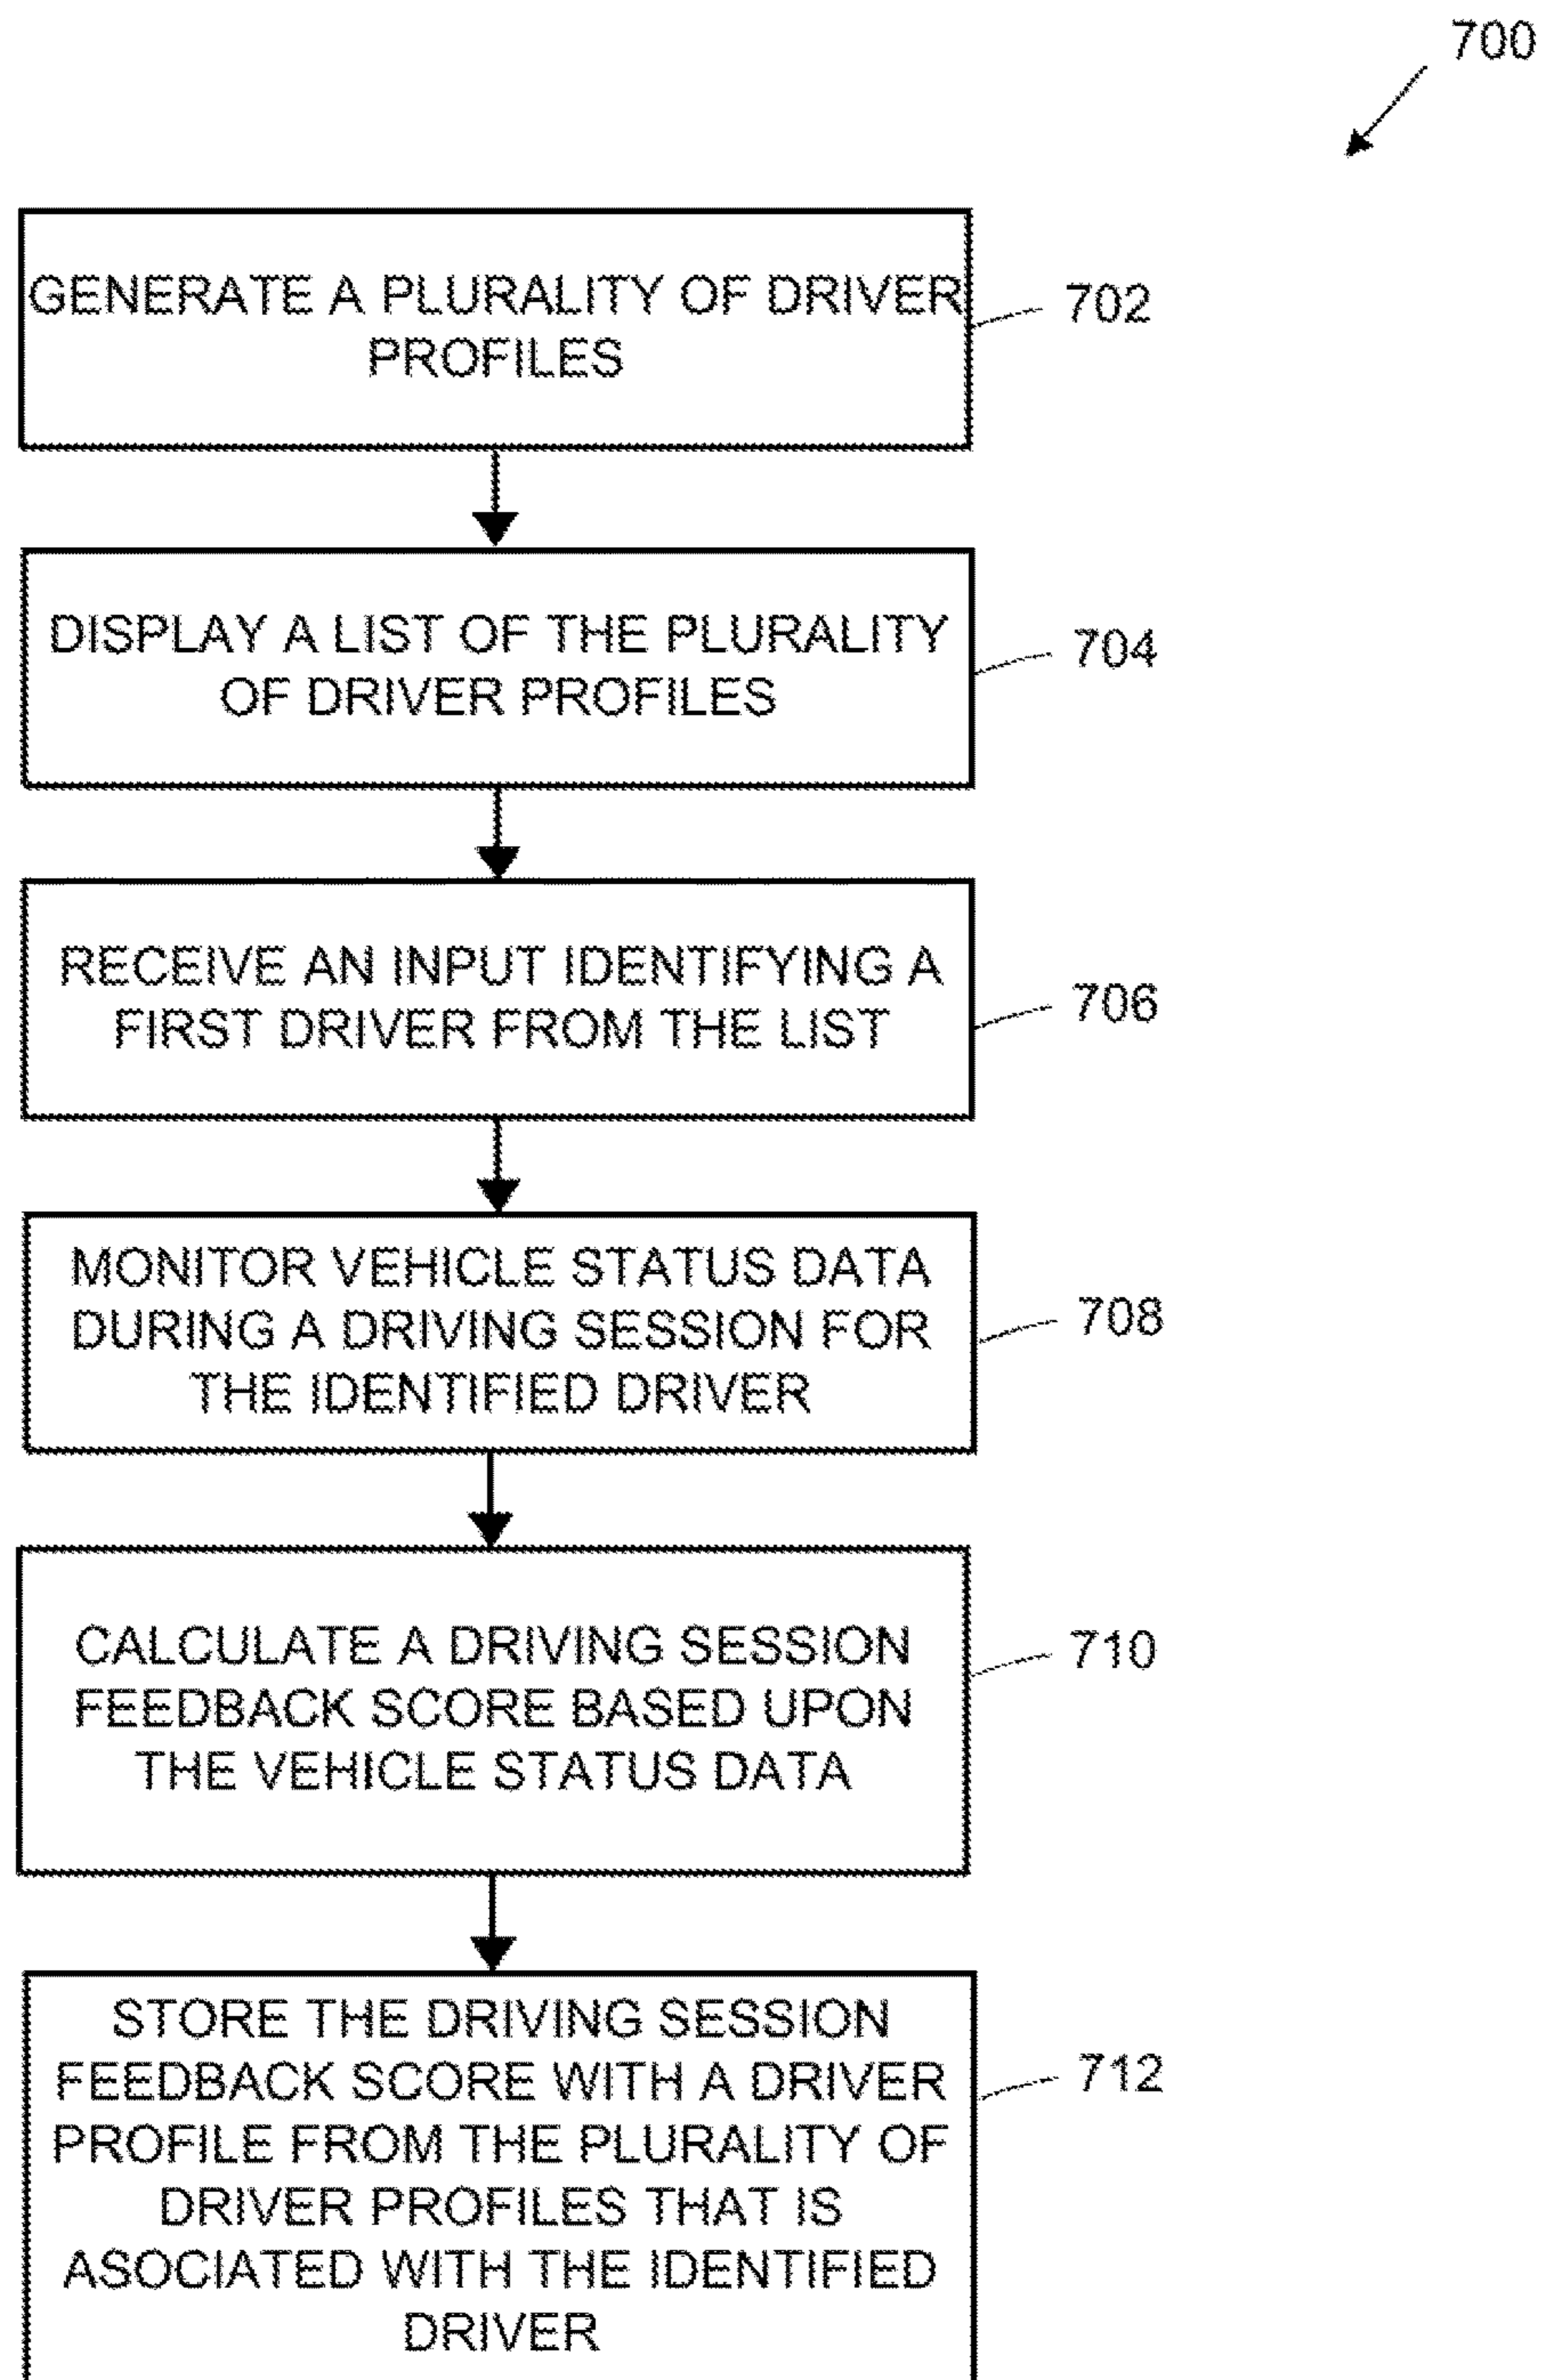 700
GENERATE A PLURALITY OF DRIVER
PROFILES
702
DISPLAY A LIST OF THE PLURALITY
OF DRIVER PROFILES
704
RECEIVE AN INPUT IDENTIFYING A
FIRST DRIVER FROM THE LIST
706
MONITOR VEHICLE STATUS DATA
DURING A DRIVING SESSION FOR
THE IDENTIFIED DRIVER
708
CALCULATE A DRIVING SESSION
FEEDBACK SCORE BASED UPON
THE VEHICLE STATUS DATA
710
STORE THE DRIVING SESSION
FEEDBACK SCORE WITH A DRIVER
PROFILE FROM THE PLURALITY OF
DRIVER PROFILES THAT IS
ASOCIATED WITH THE IDENTIFIED
DRIVER
712